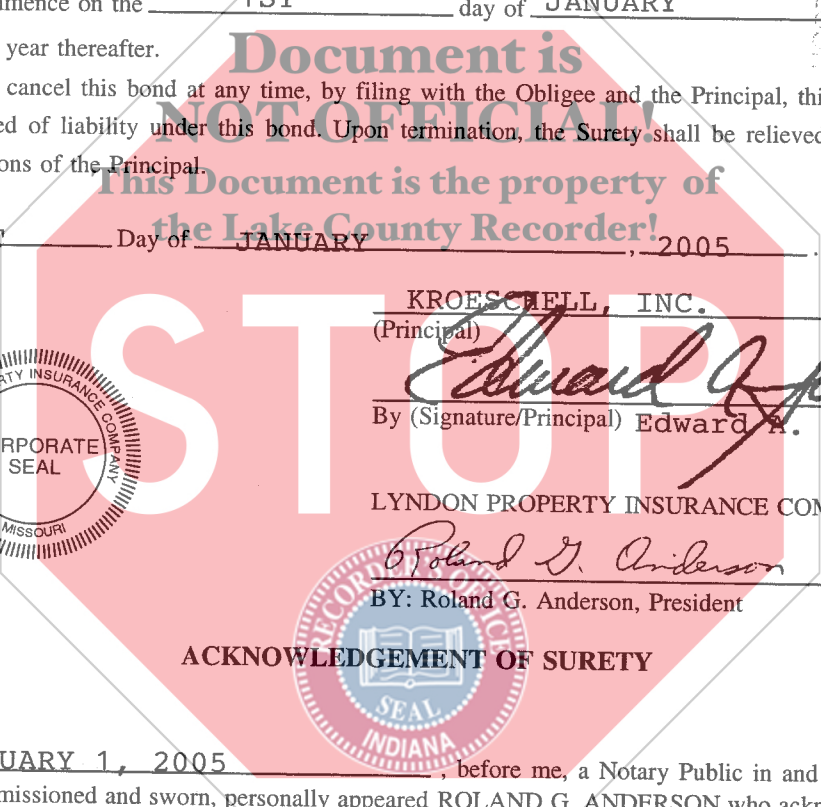 mence on the 1ST day of JANUARY
year thereafter.
Document is
cancel this bond at any time, by filing with the Obligee and the Principal, thi
NOT OFFICIAL!
ed of liability under this bond. Upon termination, the Surety shall be relieved
ons of the Principal.
This Document is the property of
the Lake County Recorder!
Day of JANUARY, 2005.
KROESCHELL, INC.
(Principal)
STOP
Edward A.
By (Signature/Principal) Edward A.
RTY INSURANCE COMPANY
RPORATE
SEAL
MISSOURI
LYNDON PROPERTY INSURANCE COM
Roland G. Anderson
BY: Roland G. Anderson, President
RECORDER'S OFFICE
ACKNOWLEDGEMENT OF SURETY
SEAL
INDIANA
UARY 1, 2005, before me, a Notary Public in and
missioned and sworn, personally appeared ROLAND G. ANDERSON who ackn